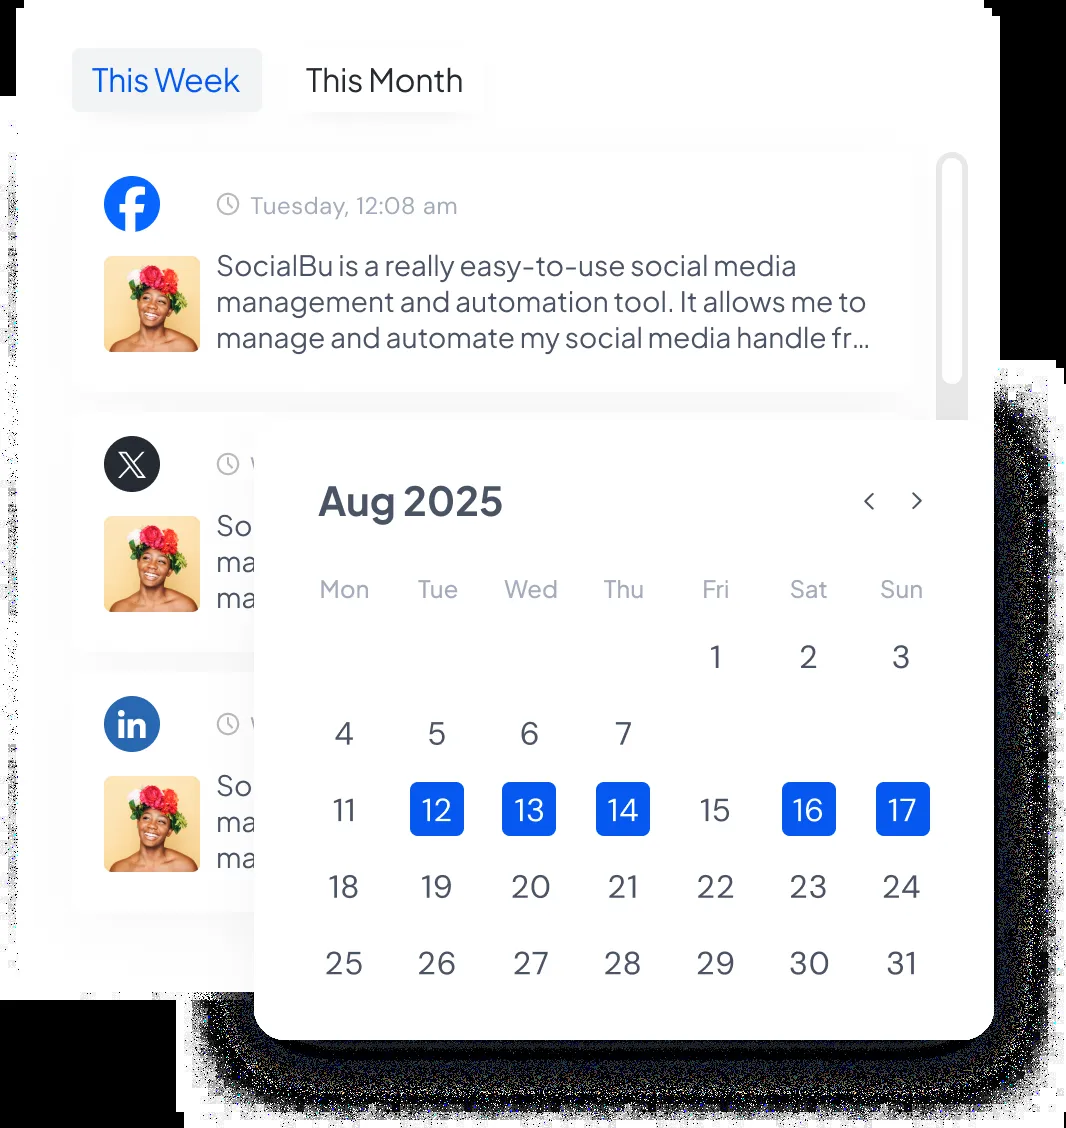 This Week
This Month
Tuesday, 12:08 am
SocialBu is a really easy-to-use social media
management and automation tool. It allows me to
manage and automate my social media handle fr...
So
ma
ma
in
So
ma
ma
Aug 2025
Mon Tue Wed Thu Fri Sat Sun
1 2 3
4 5 6 7
11 12 13 14 15 16 17
18 19 20 21 22 23 24
25 26 27 28 29 30 31